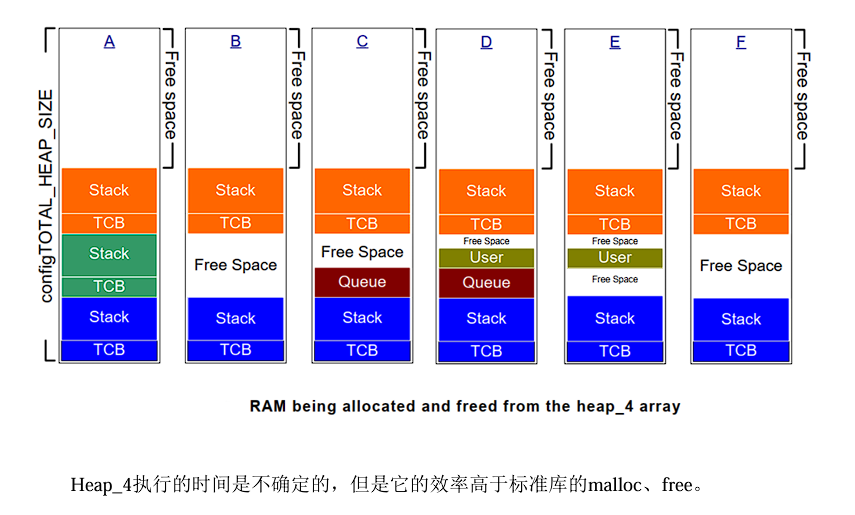 configTOTAL_HEAP_SIZE
A
Free space
Stack
TCB
Stack
TCB
Stack
TCB
B
Free space
Stack
TCB
Free Space
Stack
TCB
C
Free space
Stack
TCB
Free Space
Queue
Stack
TCB
D
Free space
Stack
TCB
Free Space
User
Queue
Stack
TCB
E
Free space
Stack
TCB
Free Space
User
Free Space
Stack
TCB
F
Free space
Stack
TCB
Free Space
Stack
TCB
RAM being allocated and freed from the heap_4 array
Heap_4执行的时间是不确定的，但是它的效率高于标准库的malloc、free。